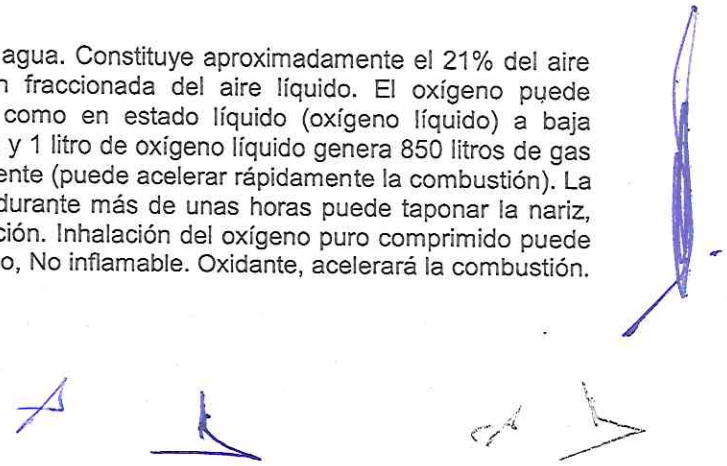 agua. Constituye aproximadamente el 21% del aire
fraccionada del aire líquido. El oxígeno puede
como en estado líquido (oxígeno líquido) a baja
y 1 litro de oxígeno líquido genera 850 litros de gas
ente (puede acelerar rápidamente la combustión). La
durante más de unas horas puede taponar la nariz,
ción. Inhalación del oxígeno puro comprimido puede
o, No inflamable. Oxidante, acelerará la combustión.